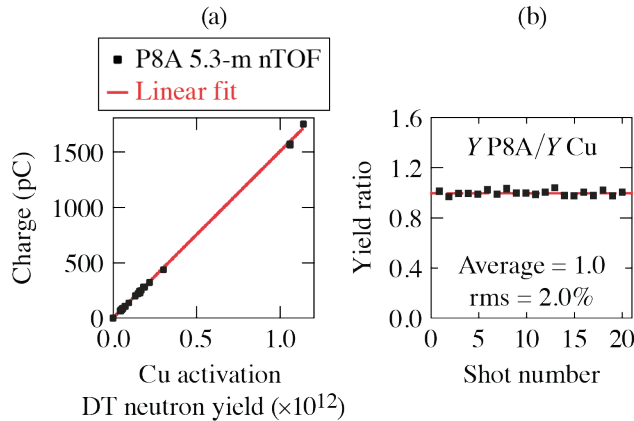 (a)
P8A 5.3-m nTOF
Linear fit
Charge (pC)
1500
1000
500
0
0.0 0.5 1.0
Cu activation
DT neutron yield (×10¹²)
(b)
Yield ratio
1.6
1.2
0.8
0.4
0.0
Y P8A/Y Cu
Average = 1.0
rms = 2.0%
0 5 10 15 20
Shot number